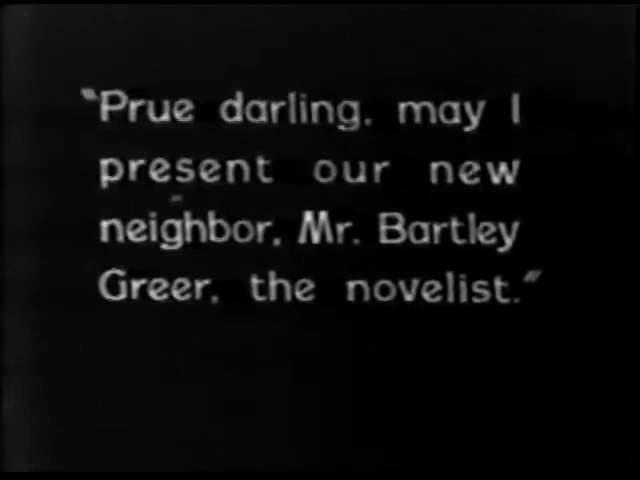 "Prue darling, may I
present our new
neighbor, Mr. Bartley
Greer, the novelist."